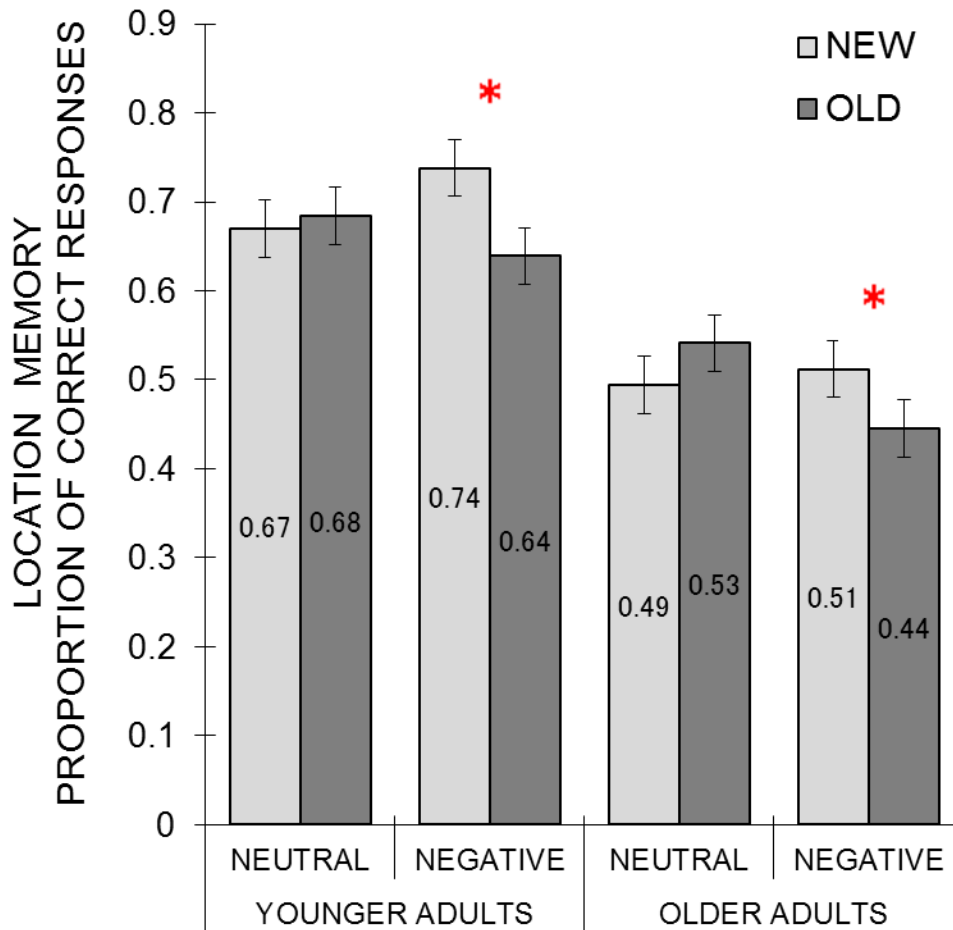 LOCATION MEMORY
PROPORTION OF CORRECT RESPONSES
0.9
0.8
0.7
0.6
0.5
0.4
0.3
0.2
0.1
0
NEW
OLD
*
*
0.67
0.68
0.74
0.64
0.49
0.53
0.51
0.44
NEUTRAL
NEGATIVE
NEUTRAL
NEGATIVE
YOUNGER ADULTS
OLDER ADULTS